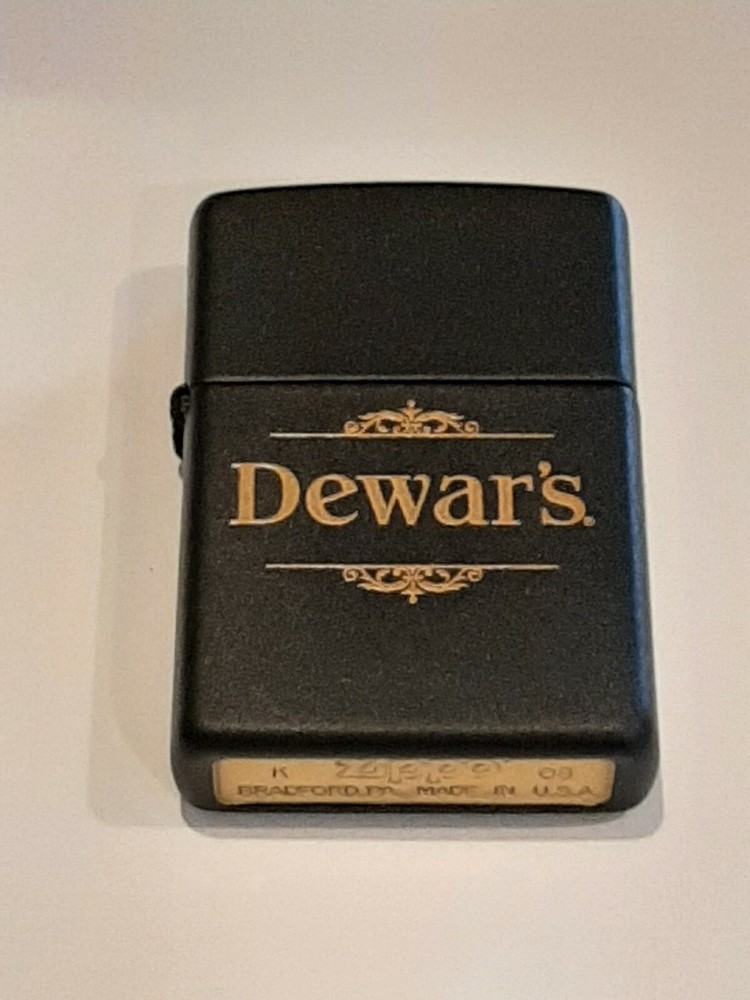 Dewar's.
K Zippo 08
BRADFORD, PA. MADE IN U.S.A.